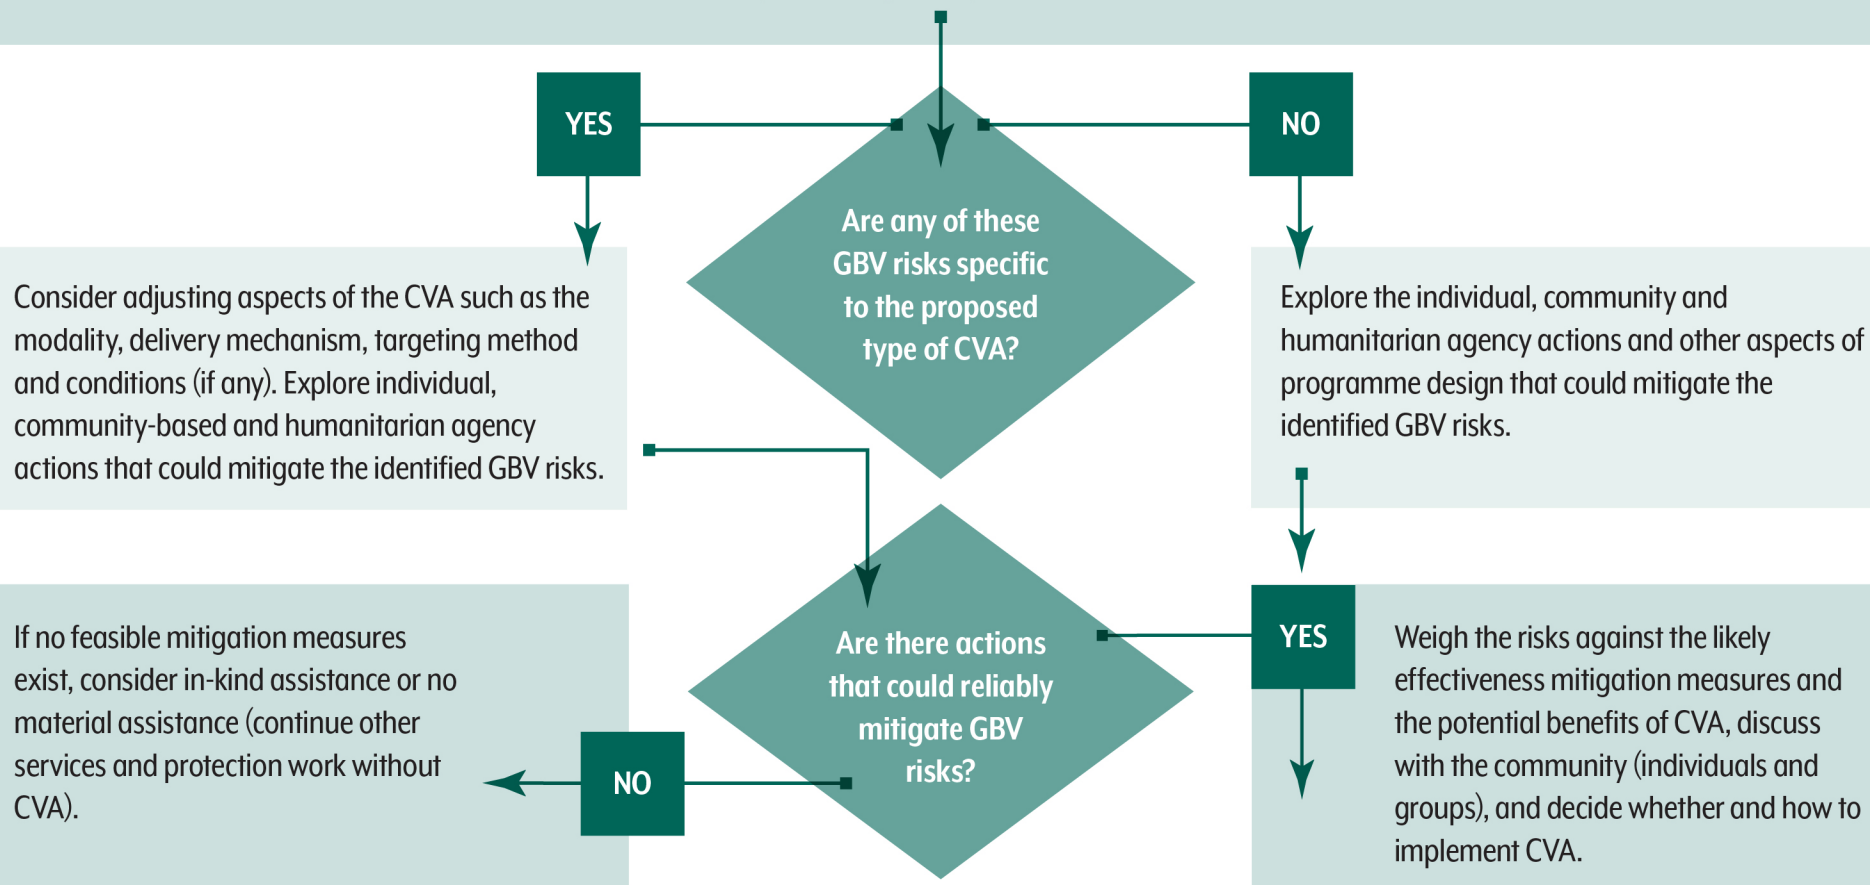 YES
NO
Are any of these
GBV risks specific
to the proposed
type of CVA?
Consider adjusting aspects of the CVA such as the
modality, delivery mechanism, targeting method
and conditions (if any). Explore individual,
community-based and humanitarian agency
actions that could mitigate the identified GBV risks.
Explore the individual, community and
humanitarian agency actions and other aspects of
programme design that could mitigate the
identified GBV risks.
Are there actions
that could reliably
mitigate GBV
risks?
YES
Weigh the risks against the likely
effectiveness mitigation measures and
the potential benefits of CVA, discuss
with the community (individuals and
groups), and decide whether and how to
implement CVA.
NO
If no feasible mitigation measures
exist, consider in-kind assistance or no
material assistance (continue other
services and protection work without
CVA).